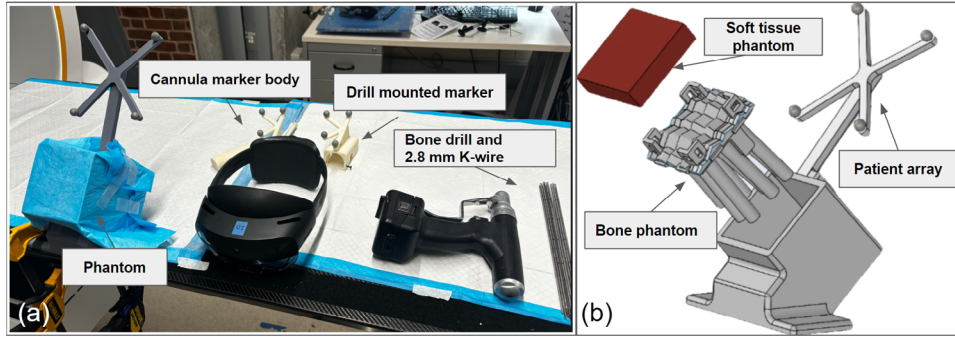 Cannula marker body
Drill mounted marker
Bone drill and
2.8 mm K-wire
Phantom
(a)
Soft tissue
phantom
Patient array
Bone phantom
(b)